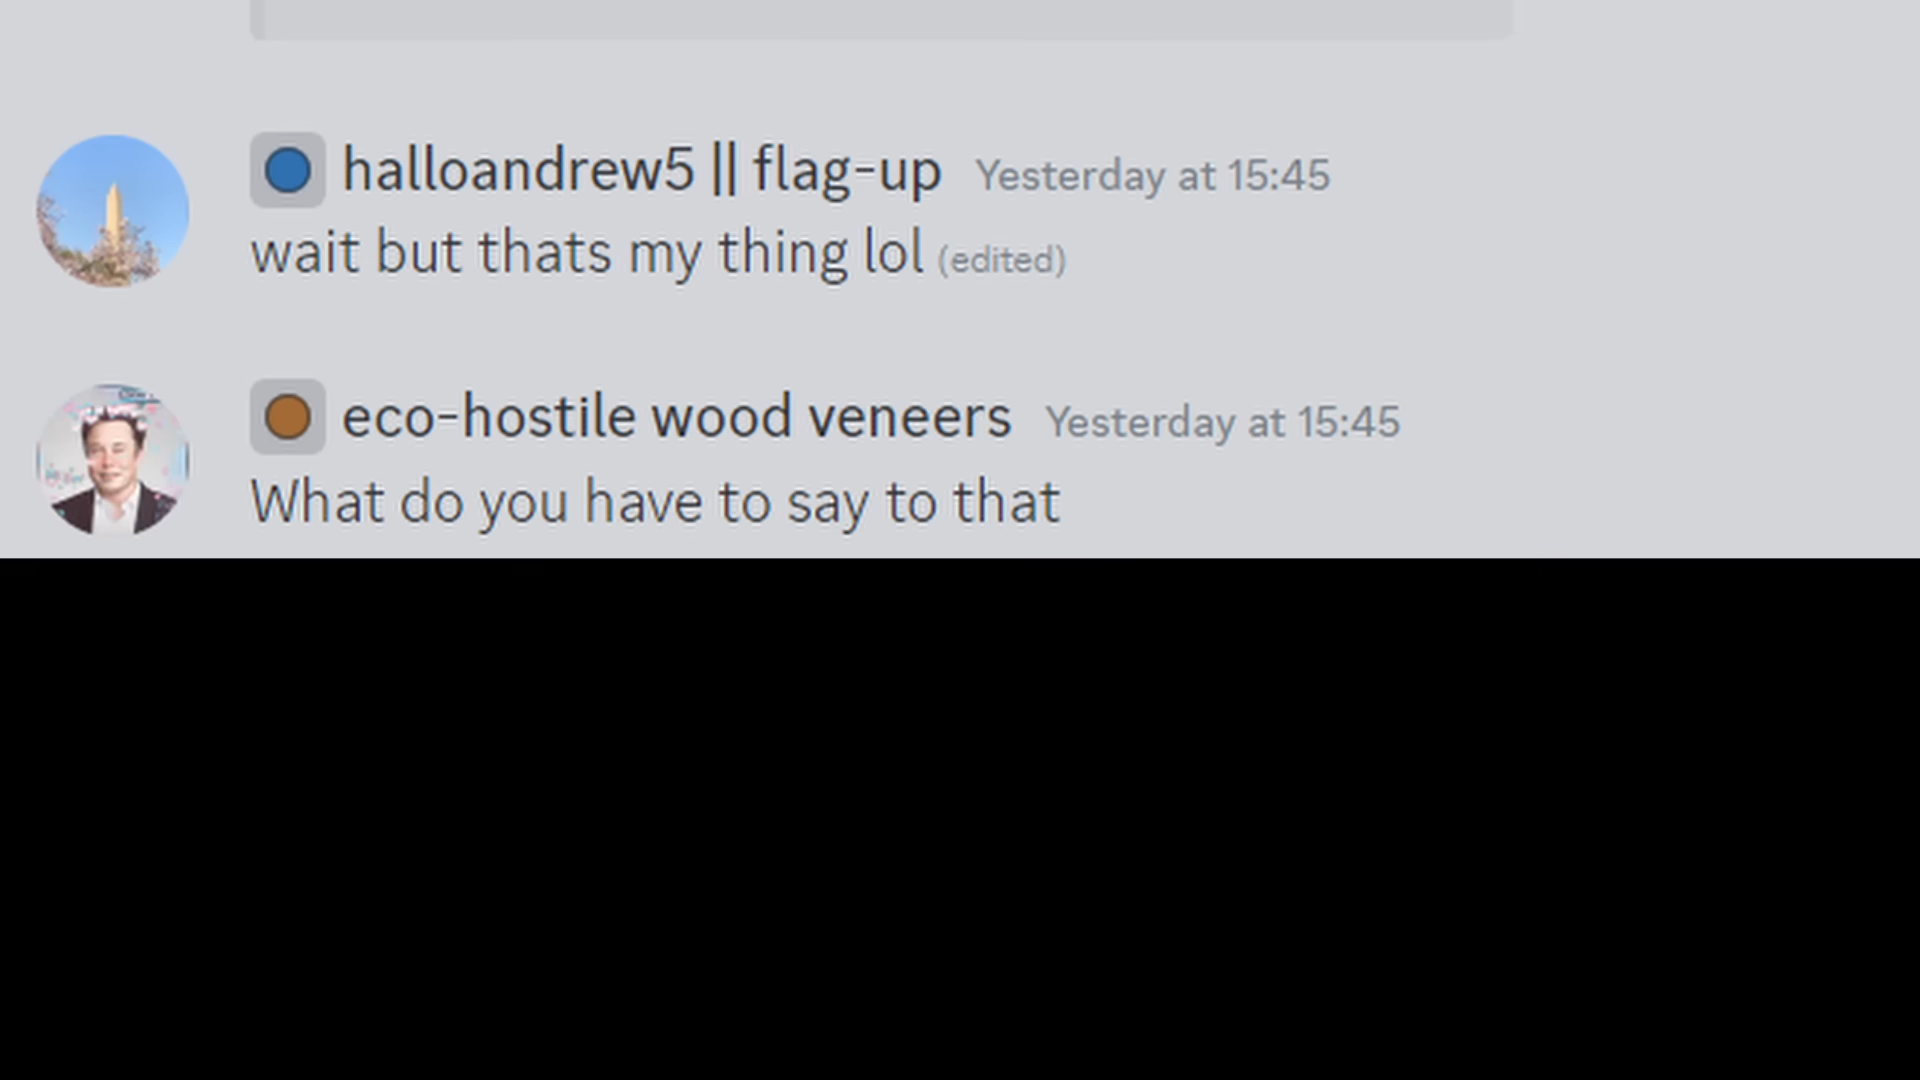 halloandrew5 || flag-up Yesterday at 15:45
wait but thats my thing lol (edited)
eco-hostile wood veneers Yesterday at 15:45
What do you have to say to that